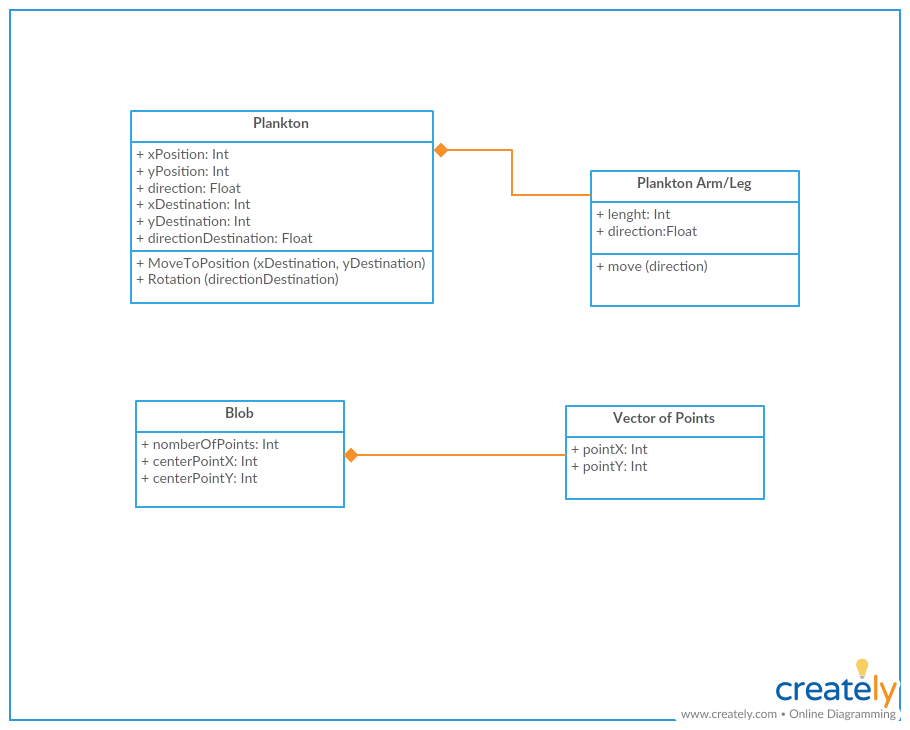 Plankton
+ xPosition: Int
+ yPosition: Int
+ direction: Float
+ xDestination: Int
+ yDestination: Int
+ directionDestination: Float
+ MoveToPosition (xDestination, yDestination)
+ Rotation (directionDestination)
Plankton Arm/Leg
+ lenght: Int
+ direction:Float
+ move (direction)
Blob
+ nomberOfPoints: Int
+ centerPointX: Int
+ centerPointY: Int
Vector of Points
+ pointX: Int
+ pointY: Int
creately
www.creately.com • Online Diagramming